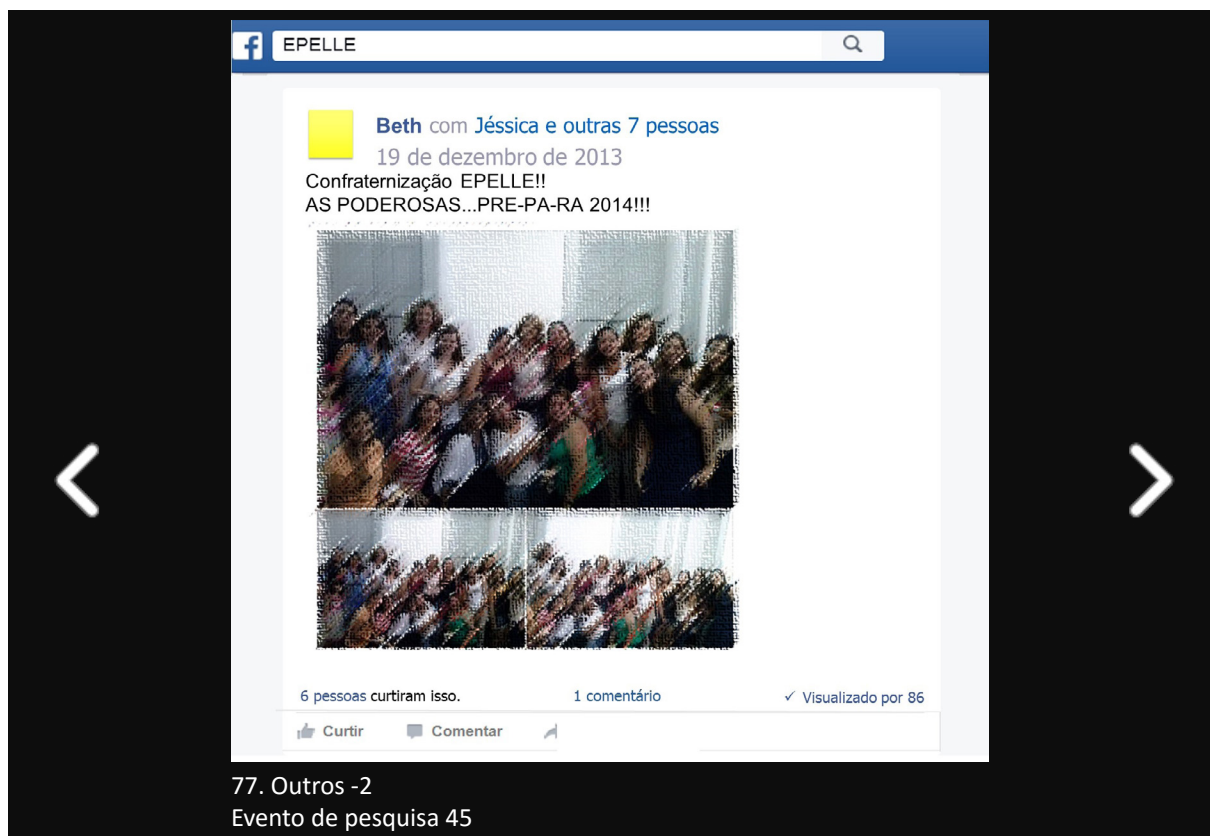 f EPELLE
Beth com Jéssica e outras 7 pessoas
19 de dezembro de 2013
Confraternização EPELLE!!
AS PODEROSAS...PRE-PA-RA 2014!!!
6 pessoas curtiram isso. 1 comentário ✓ Visualizado por 86
Curtir Comentar
77. Outros -2
Evento de pesquisa 45